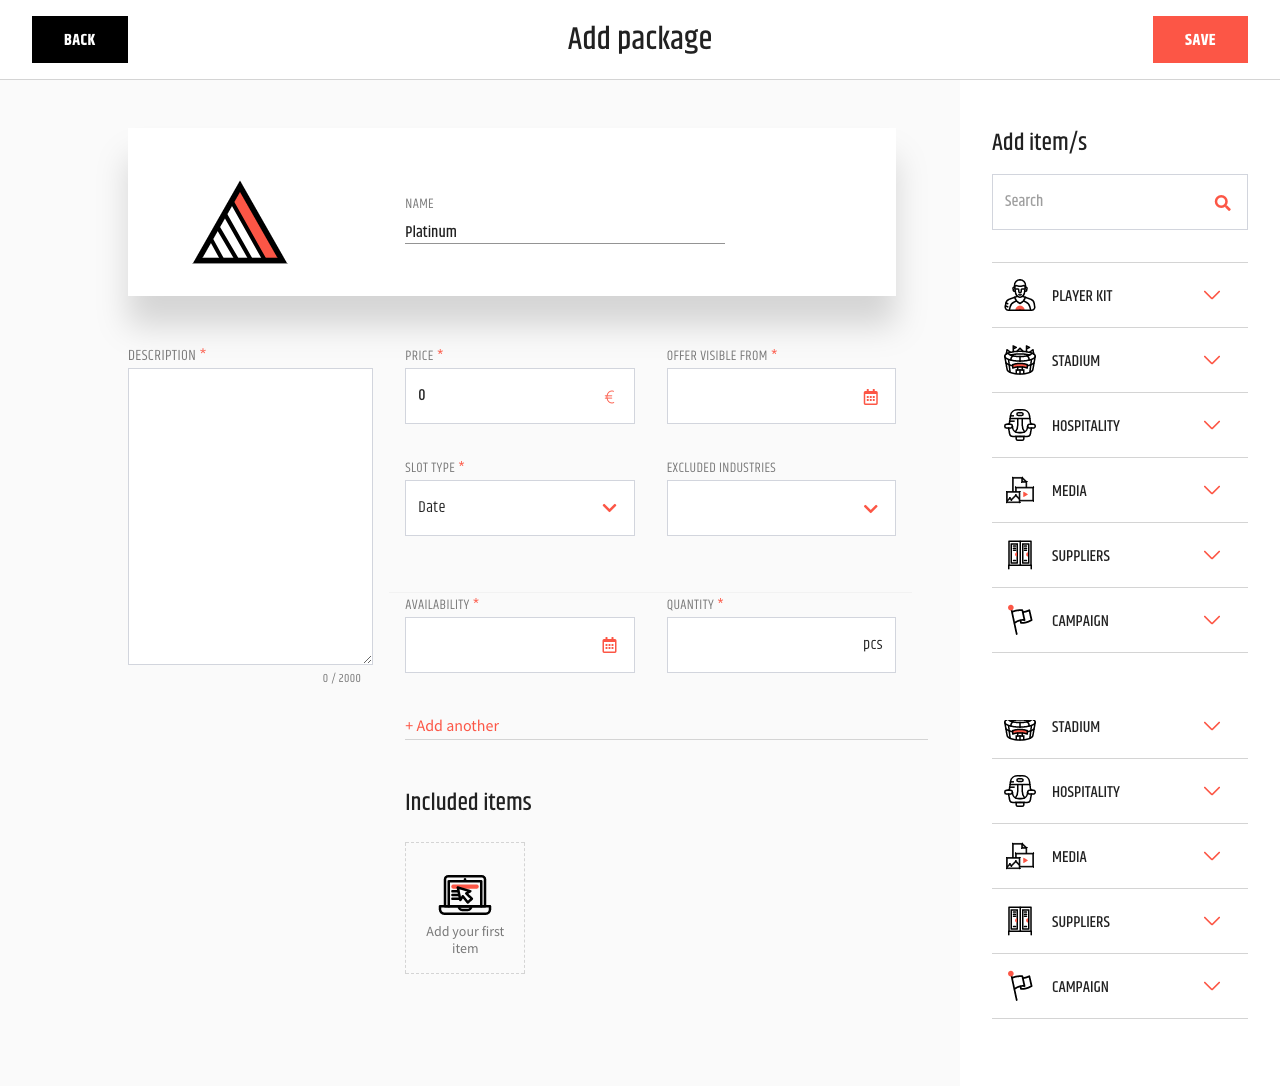 BACK
Add package
SAVE
NAME
Platinum
DESCRIPTION *
0 / 2000
PRICE *
0 €
OFFER VISIBLE FROM *
SLOT TYPE *
Date
EXCLUDED INDUSTRIES
AVAILABILITY *
QUANTITY *
pcs
+ Add another
Included items
Add your first
item
Add item/s
Search
PLAYER KIT
STADIUM
HOSPITALITY
MEDIA
SUPPLIERS
CAMPAIGN
STADIUM
HOSPITALITY
MEDIA
SUPPLIERS
CAMPAIGN